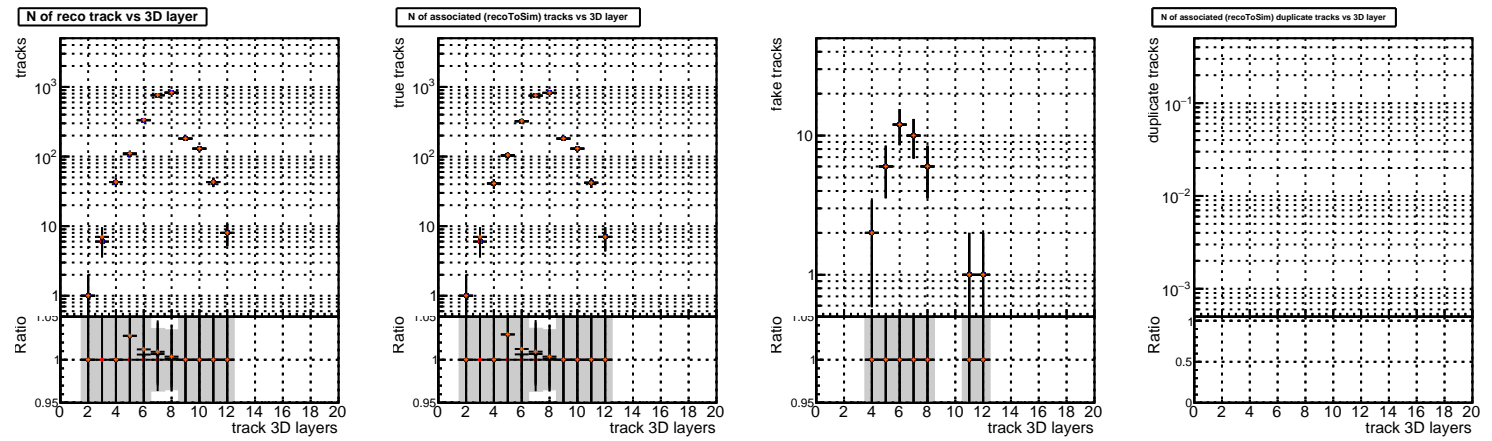 N of reco track vs 3D layer
tracks
10³
10²
10
1
Ratio
1.05
1
0.95
0 2 4 6 8 10 12 14 16 18 20
track 3D layers
N of associated (recoToSim) tracks vs 3D layer
true tracks
10³
10²
10
1
Ratio
1.05
1
0.95
0 2 4 6 8 10 12 14 16 18 20
track 3D layers
fake tracks
10
1
Ratio
1.05
1
0.95
0 2 4 6 8 10 12 14 16 18 20
track 3D layers
N of associated (recoToSim) duplicate tracks vs 3D layer
duplicate tracks
10⁻¹
10⁻²
10⁻³
Ratio
1
0.5
0
0 2 4 6 8 10 12 14 16 18 20
track 3D layers